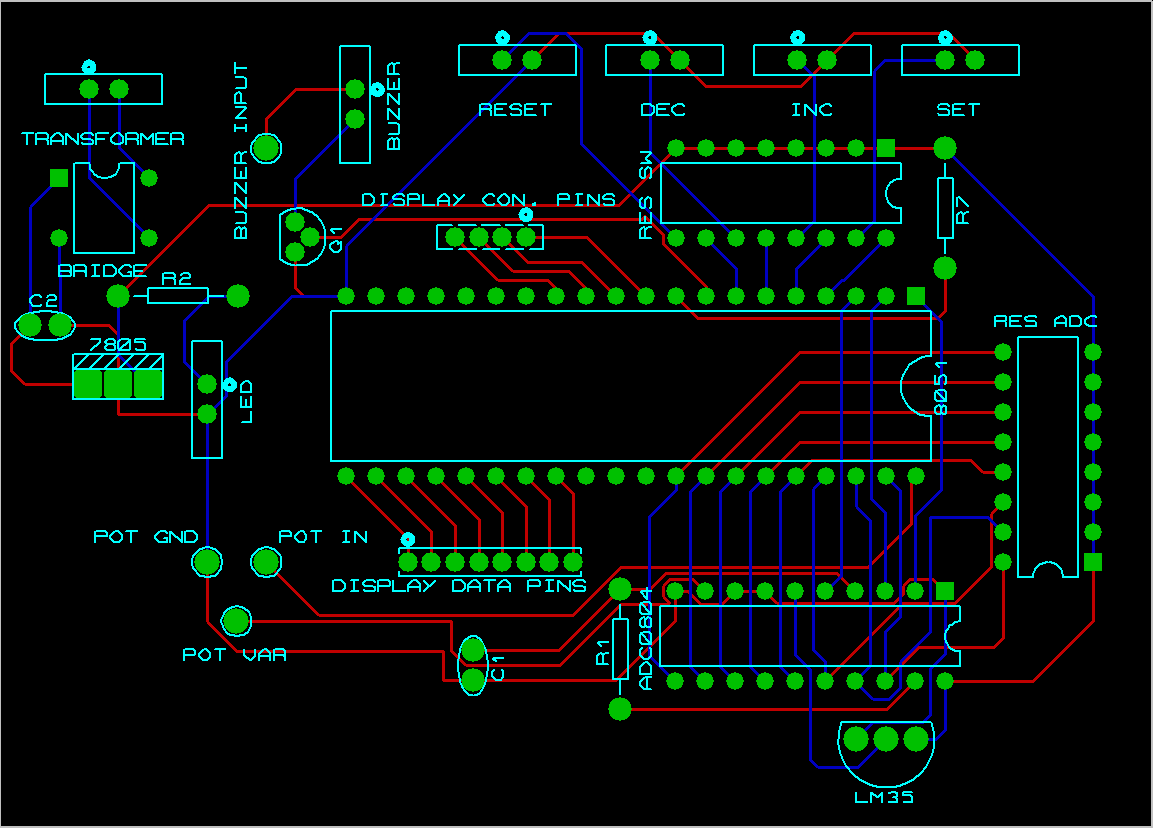 RESET
DEC
INC
SET
TRANSFORMER
BUZZER INPUT
BUZZER
DISPLAY CON. PINS
RES SW
R7
Q1
BRIDGE
R2
C2
7805
LED
8051
RES ADC
POT GND
POT IN
DISPLAY DATA PINS
POT VAR
C1
R1
ADC0804
LM35